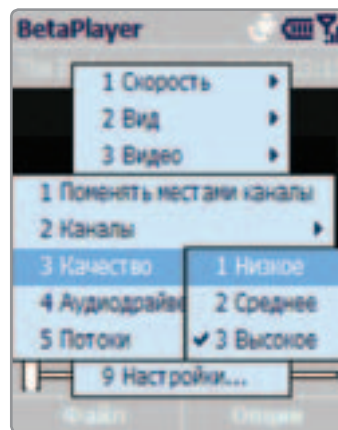 BetaPlayer
1 Скорость
2 Вид
3 Видео
1 Поменять местами каналы
2 Каналы
3 Качество
1 Низкое
4 Аудиодрайве
2 Среднее
5 Потоки
3 Высокое
9 Настройки...
Файл
Опции